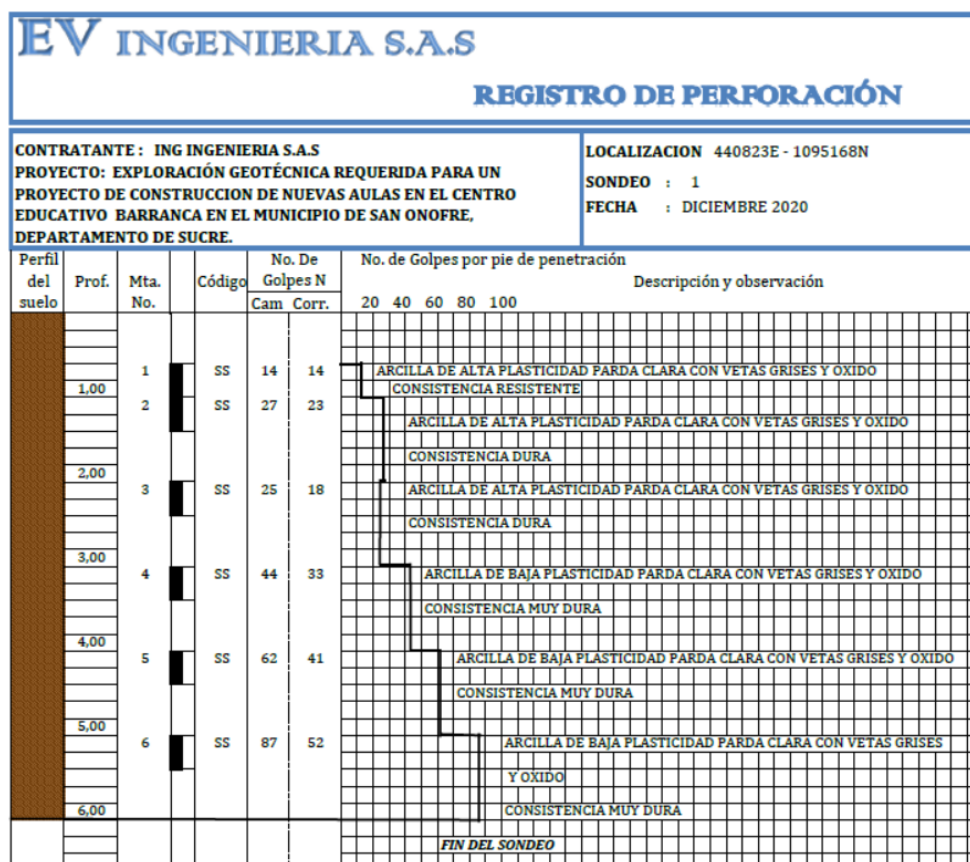 EV INGENIERIA S.A.S
REGISTRO DE PERFORACIÓN
CONTRATANTE : ING INGENIERIA S.A.S
PROYECTO: EXPLORACIÓN GEOTÉCNICA REQUERIDA PARA UN
PROYECTO DE CONSTRUCCION DE NUEVAS AULAS EN EL CENTRO
EDUCATIVO BARRANCA EN EL MUNICIPIO DE SAN ONOFRE,
DEPARTAMENTO DE SUCRE.
LOCALIZACION 440823E - 1095168N
SONDEO : 1
FECHA : DICIEMBRE 2020
Perfil No. De No. de Golpes por pie de penetración
del Prof. Mta. Código Golpes N Descripción y observación
suelo No. Cam Corr. 20 40 60 80 100
1 SS 14 14 ARCILLA DE ALTA PLASTICIDAD PARDA CLARA CON VETAS GRISES Y OXIDO
1,00 CONSISTENCIA RESISTENTE
2 SS 27 23
ARCILLA DE ALTA PLASTICIDAD PARDA CLARA CON VETAS GRISES Y OXIDO
CONSISTENCIA DURA
2,00
3 SS 25 18 ARCILLA DE ALTA PLASTICIDAD PARDA CLARA CON VETAS GRISES Y OXIDO
CONSISTENCIA DURA
3,00
4 SS 44 33 ARCILLA DE BAJA PLASTICIDAD PARDA CLARA CON VETAS GRISES Y OXIDO
CONSISTENCIA MUY DURA
4,00
5 SS 62 41 ARCILLA DE BAJA PLASTICIDAD PARDA CLARA CON VETAS GRISES Y OXIDO
CONSISTENCIA MUY DURA
5,00
6 SS 87 52 ARCILLA DE BAJA PLASTICIDAD PARDA CLARA CON VETAS GRISES
Y OXIDO
6,00 CONSISTENCIA MUY DURA
FIN DEL SONDEO